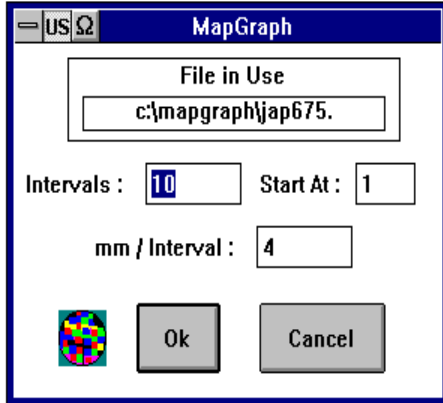 US Ω MapGraph
File in Use
c:\mapgraph\jap675.
Intervals : 10 Start At : 1
mm / Interval : 4
Ok Cancel